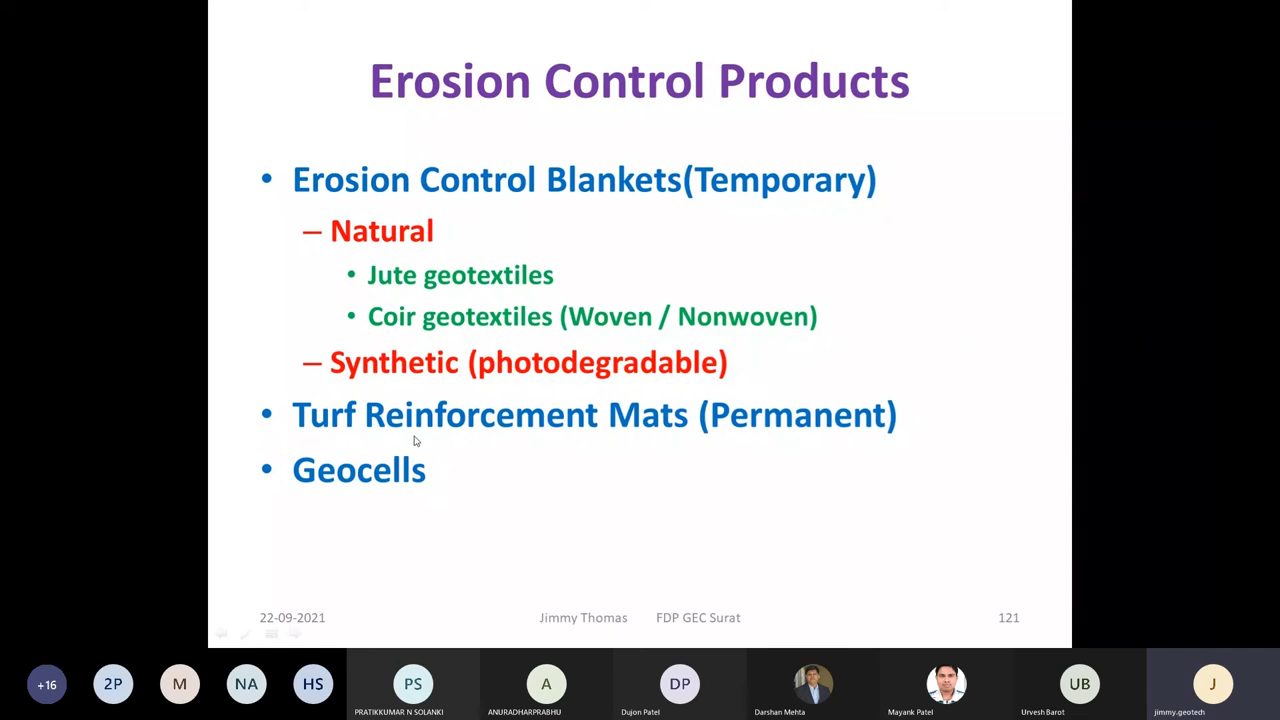 Erosion Control Products
• Erosion Control Blankets(Temporary)
– Natural
• Jute geotextiles
• Coir geotextiles (Woven / Nonwoven)
– Synthetic (photodegradable)
• Turf Reinforcement Mats (Permanent)
• Geocells
22-09-2021 Jimmy Thomas FDP GEC Surat 121
+16 2P M NA HS PS A DP UB J
PRATIKKUMAR N SOLANKI ANURADHARPRABHU Dujon Patel Darshan Mehta Mayank Patel Urvesh Barot jimmy.geotech